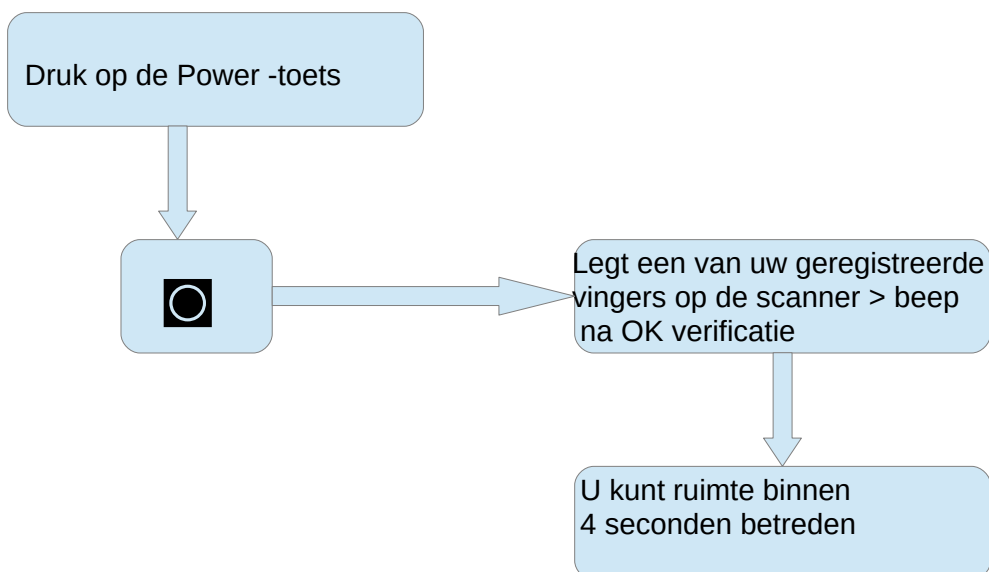 Druk op de Power -toets
Legt een van uw geregistreerde
vingers op de scanner > beep
na OK verificatie
U kunt ruimte binnen
4 seconden betreden